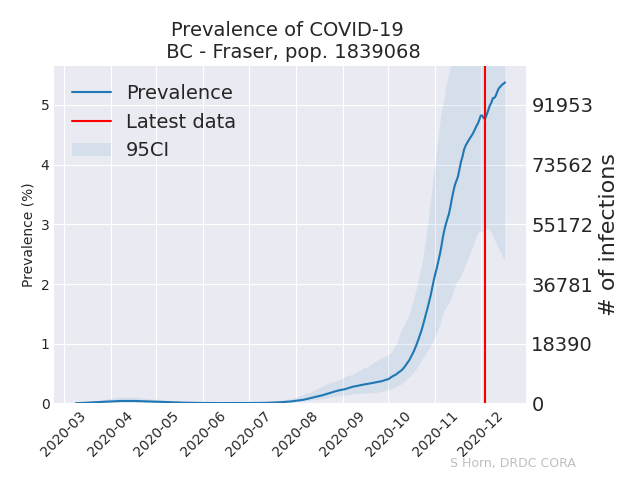 Prevalence of COVID-19
BC - Fraser, pop. 1839068
Prevalence
Latest data
95CI
Prevalence (%)
5
4
3
2
1
0
91953
73562
55172
36781
18390
0
# of infections
2020-03
2020-04
2020-05
2020-06
2020-07
2020-08
2020-09
2020-10
2020-11
2020-12
S Horn, DRDC CORA